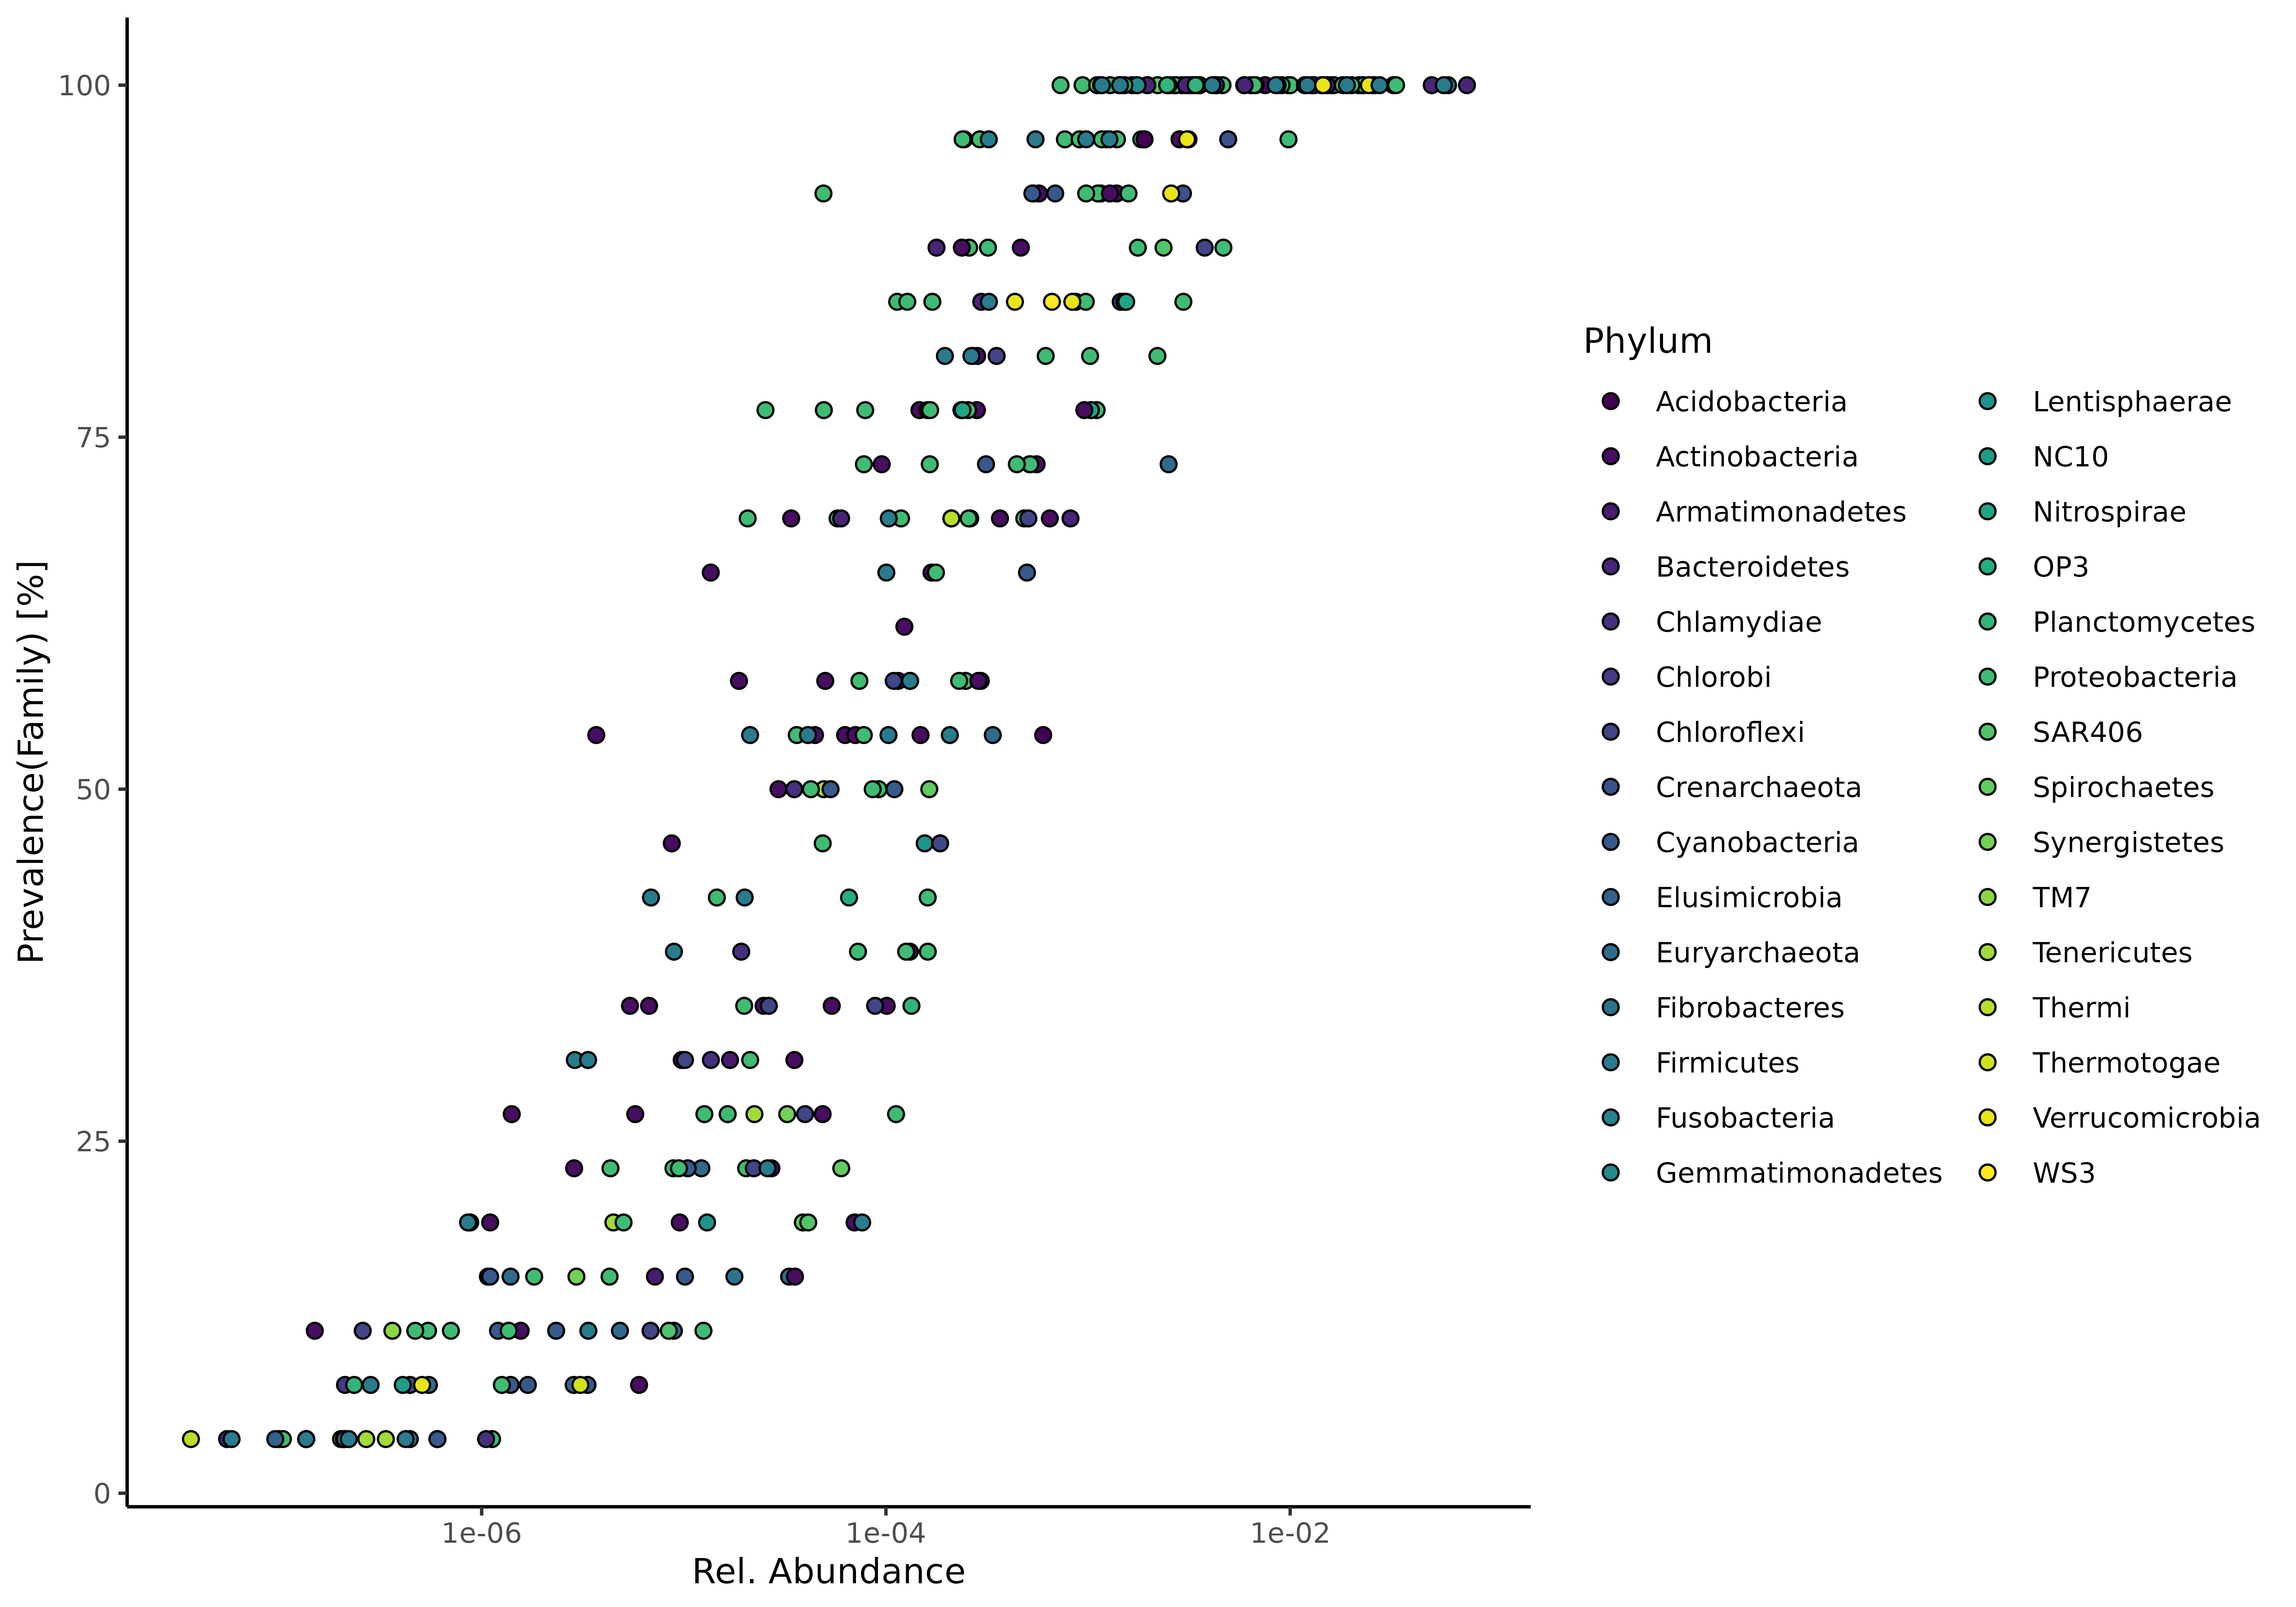 100
75
50
25
0
Prevalence(Family) [%]
1e-06
1e-04
1e-02
Rel. Abundance
Phylum
Acidobacteria
Actinobacteria
Armatimonadetes
Bacteroidetes
Chlamydiae
Chlorobi
Chloroflexi
Crenarchaeota
Cyanobacteria
Elusimicrobia
Euryarchaeota
Fibrobacteres
Firmicutes
Fusobacteria
Gemmatimonadetes
Lentisphaerae
NC10
Nitrospirae
OP3
Planctomycetes
Proteobacteria
SAR406
Spirochaetes
Synergistetes
TM7
Tenericutes
Thermi
Thermotogae
Verrucomicrobia
WS3